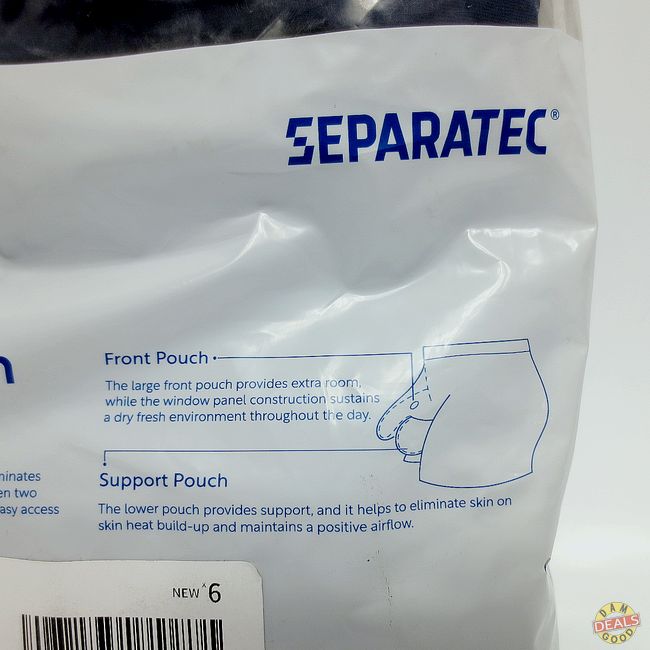 SEPARATEC®
Front Pouch
The large front pouch provides extra room,
while the window panel construction sustains
a dry fresh environment throughout the day.
Support Pouch
The lower pouch provides support, and it helps to eliminate skin on
skin heat build-up and maintains a positive airflow.
two
access
NEW 6
DAM
DEALS
GOOD